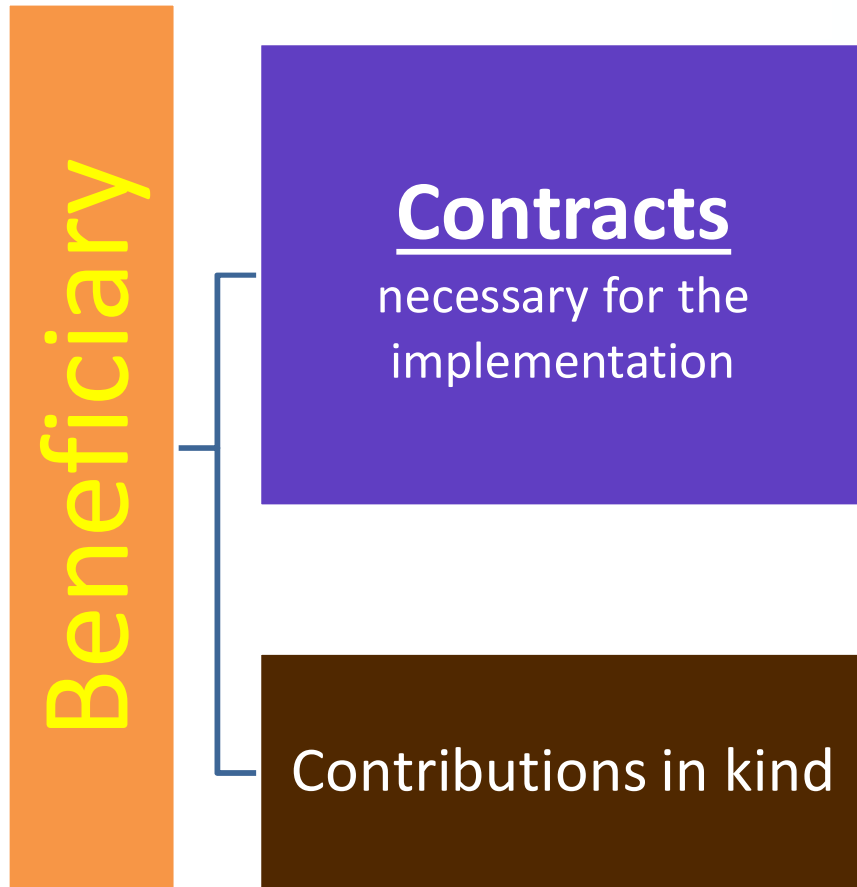 Beneficiary
Contracts
necessary for the
implementation
Contributions in kind